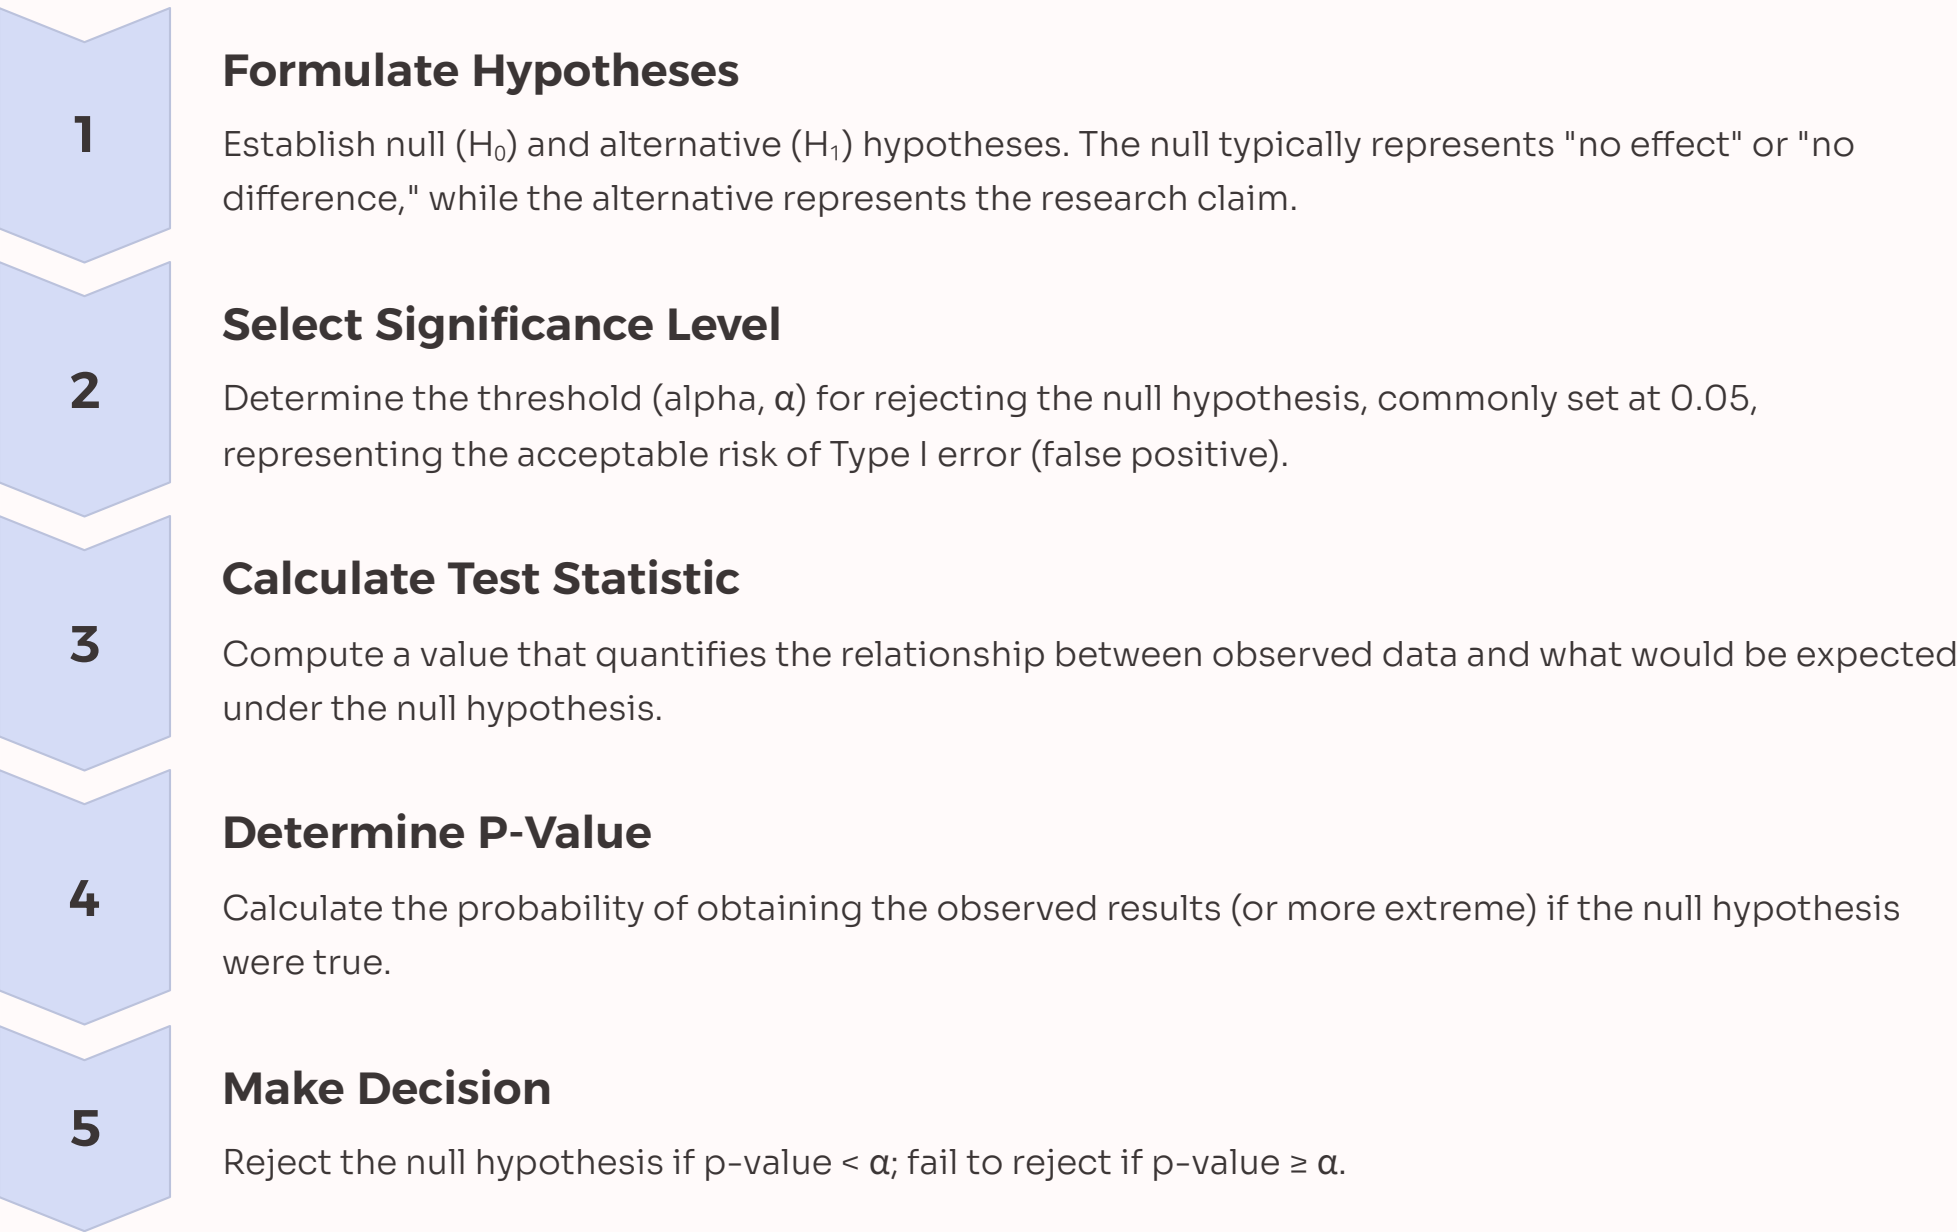 1
Formulate Hypotheses
Establish null (H₀) and alternative (H₁) hypotheses. The null typically represents "no effect" or "no
difference," while the alternative represents the research claim.
2
Select Significance Level
Determine the threshold (alpha, α) for rejecting the null hypothesis, commonly set at 0.05,
representing the acceptable risk of Type I error (false positive).
3
Calculate Test Statistic
Compute a value that quantifies the relationship between observed data and what would be expected
under the null hypothesis.
4
Determine P-Value
Calculate the probability of obtaining the observed results (or more extreme) if the null hypothesis
were true.
5
Make Decision
Reject the null hypothesis if p-value < α; fail to reject if p-value ≥ α.